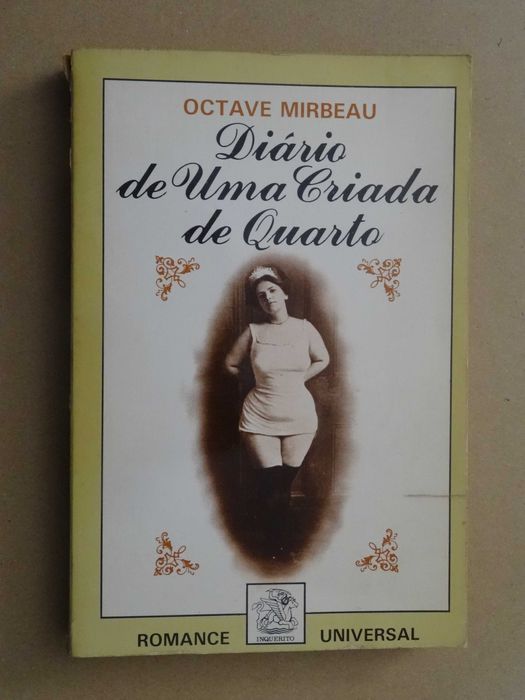 OCTAVE MIRBEAU
Diário
de Uma Criada
de Quarto
INQUÉRITO
ROMANCE UNIVERSAL